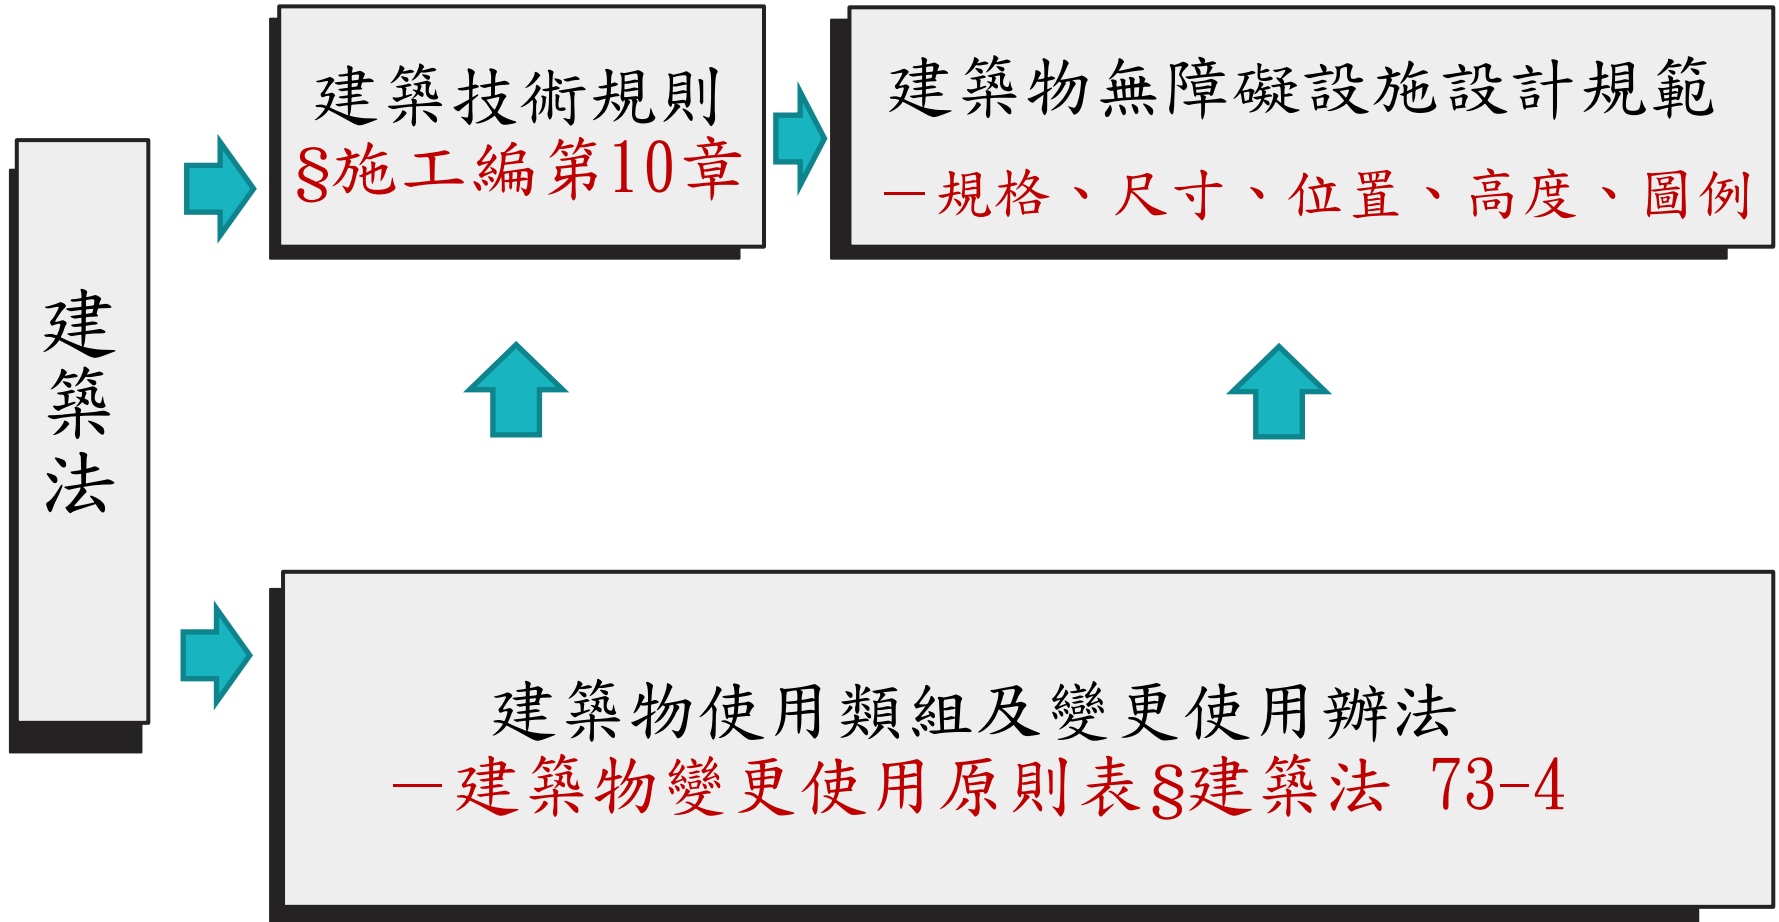 建築法
建築技術規則
§施工編第10章
建築物無障礙設施設計規範
－規格、尺寸、位置、高度、圖例
建築物使用類組及變更使用辦法
－建築物變更使用原則表§建築法 73-4